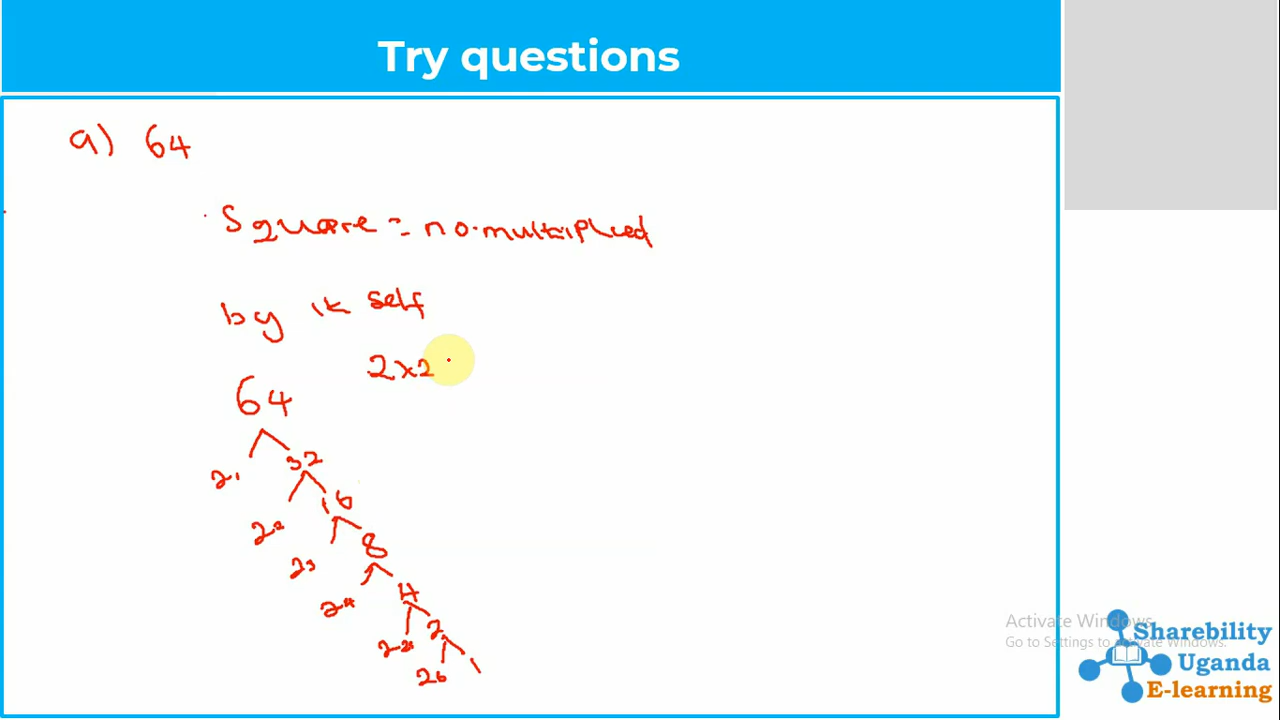 Try questions
a) 64
Square = no. multiplied
by it self
2x2
64
2₁ 32
2₂ 16
2₃ 8
2₄ 4
2₅ 2
2₆ 1
Activate Windows
Go to Settings to activate Windows.
Sharebility
Uganda
E-learning